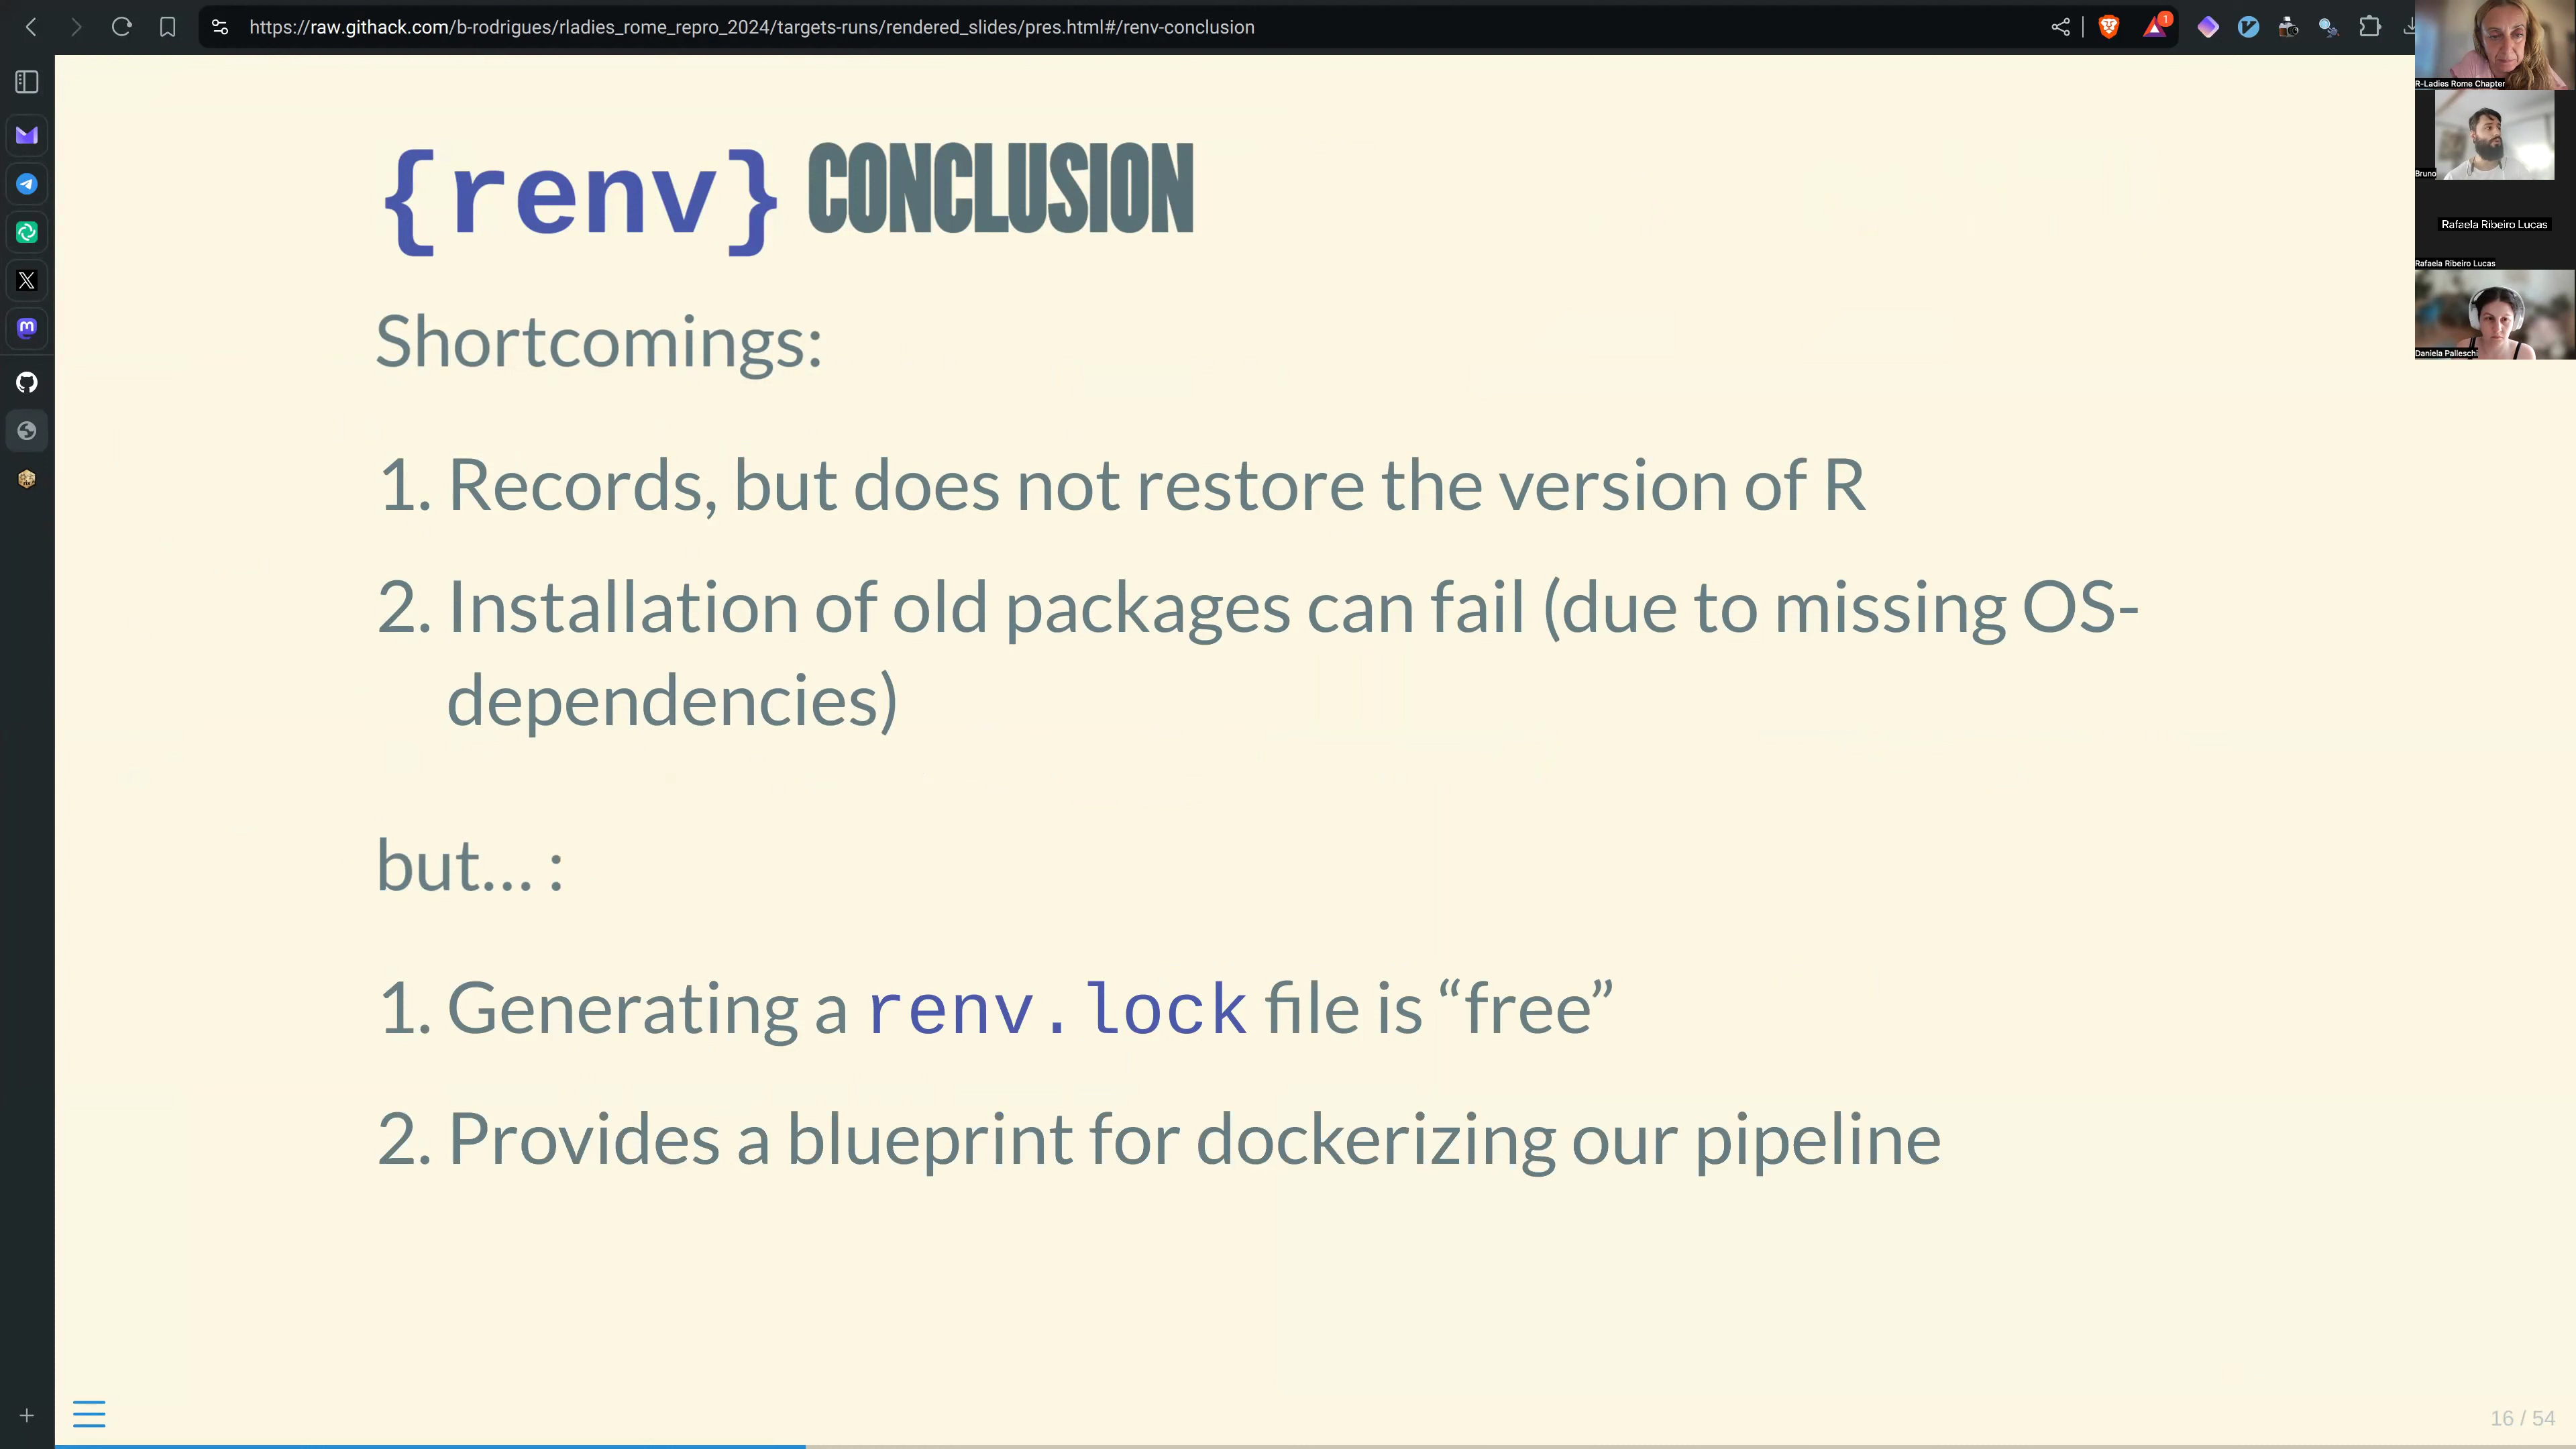 https://raw.githack.com/b-rodrigues/rladies_rome_repro_2024/targets-runs/rendered_slides/pres.html#/renv-conclusion
1
R-Ladies Rome Chapter
Bruno
Rafaela Ribeiro Lucas
Rafaela Ribeiro Lucas
Daniela Palleschi
{renv} CONCLUSION
Shortcomings:
1. Records, but does not restore the version of R
2. Installation of old packages can fail (due to missing OS-
dependencies)
but… :
1. Generating a renv.lock file is “free”
2. Provides a blueprint for dockerizing our pipeline
16 / 54